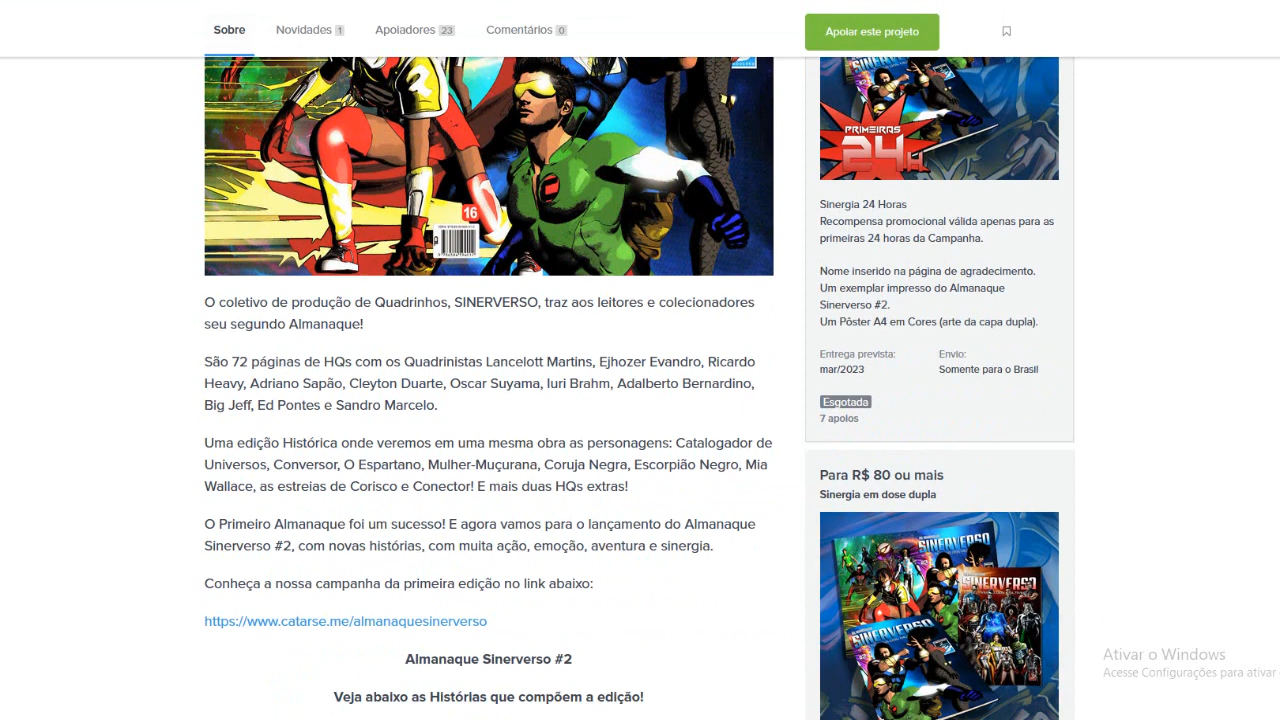 Sobre
Novidades 1
Apoiadores 23
Comentários 0
Apoiar este projeto
16
PRIMEIRAS
24H
O coletivo de produção de Quadrinhos, SINERVERSO, traz aos leitores e colecionadores
seu segundo Almanaque!
São 72 páginas de HQs com os Quadrinistas Lancelott Martins, Ejhozer Evandro, Ricardo
Heavy, Adriano Sapão, Cleyton Duarte, Oscar Suyama, Iuri Brahm, Adalberto Bernardino,
Big Jeff, Ed Pontes e Sandro Marcelo.
Uma edição Histórica onde veremos em uma mesma obra as personagens: Catalogador de
Universos, Conversor, O Espartano, Mulher-Muçurana, Coruja Negra, Escorpião Negro, Mia
Wallace, as estreias de Corisco e Conector! E mais duas HQs extras!
O Primeiro Almanaque foi um sucesso! E agora vamos para o lançamento do Almanaque
Sinerverso #2, com novas histórias, com muita ação, emoção, aventura e sinergia.
Conheça a nossa campanha da primeira edição no link abaixo:
https://www.catarse.me/almanaquesinerverso
Almanaque Sinerverso #2
Veja abaixo as Histórias que compõem a edição!
Sinergia 24 Horas
Recompensa promocional válida apenas para as
primeiras 24 horas da Campanha.
Nome inserido na página de agradecimento.
Um exemplar impresso do Almanaque
Sinerverso #2.
Um Pôster A4 em Cores (arte da capa dupla).
Entrega prevista:
mar/2023
Envio:
Somente para o Brasil
Esgotada
7 apoios
Para R$ 80 ou mais
Sinergia em dose dupla
SINERVERSO
SINERVERSO
SINERVERSO
Ativar o Windows
Acesse Configurações para ativar